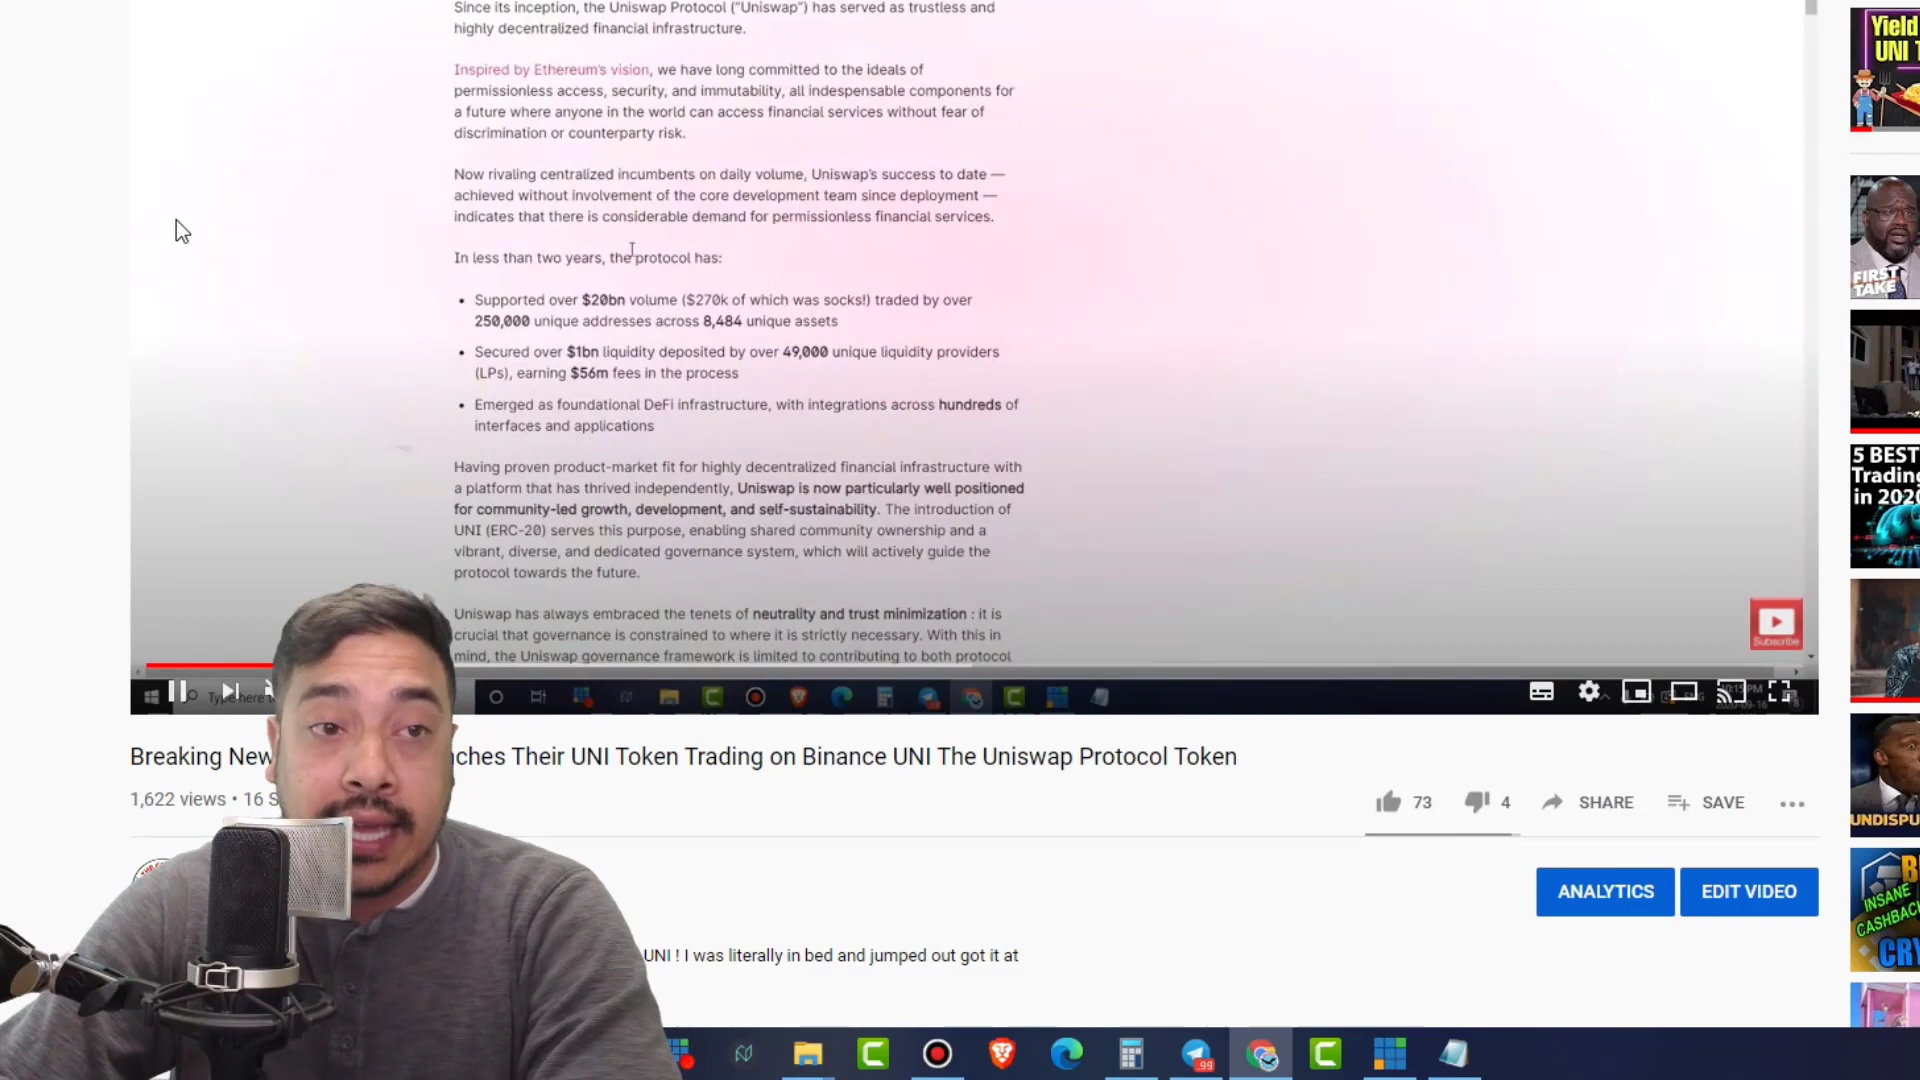 Since its inception, the Uniswap Protocol ("Uniswap") has served as trustless and
highly decentralized financial infrastructure.
Inspired by Ethereum's vision, we have long committed to the ideals of
permissionless access, security, and immutability, all indespensable components for
a future where anyone in the world can access financial services without fear of
discrimination or counterparty risk.
Now rivaling centralized incumbents on daily volume, Uniswap's success to date —
achieved without involvement of the core development team since deployment —
indicates that there is considerable demand for permissionless financial services.
In less than two years, the protocol has:
• Supported over $20bn volume ($270k of which was socks!) traded by over
250,000 unique addresses across 8,484 unique assets
• Secured over $1bn liquidity deposited by over 49,000 unique liquidity providers
(LPs), earning $56m fees in the process
• Emerged as foundational DeFi infrastructure, with integrations across hundreds of
interfaces and applications
Having proven product-market fit for highly decentralized financial infrastructure with
a platform that has thrived independently, Uniswap is now particularly well positioned
for community-led growth, development, and self-sustainability. The introduction of
UNI (ERC-20) serves this purpose, enabling shared community ownership and a
vibrant, diverse, and dedicated governance system, which will actively guide the
protocol towards the future.
Uniswap has always embraced the tenets of neutrality and trust minimization : it is
crucial that governance is constrained to where it is strictly necessary. With this in
mind, the Uniswap governance framework is limited to contributing to both protocol
Subscribe
Type here
2020-09-16
Breaking New
ches Their UNI Token Trading on Binance UNI The Uniswap Protocol Token
1,622 views • 16 S
73
4
SHARE
SAVE
ANALYTICS
EDIT VIDEO
UNI ! I was literally in bed and jumped out got it at
99
Yield
UNI T
FIRST
TAKE
5 BEST
Trading
in 2020
UNDISPU
INSANE
CASHBACK
CRY